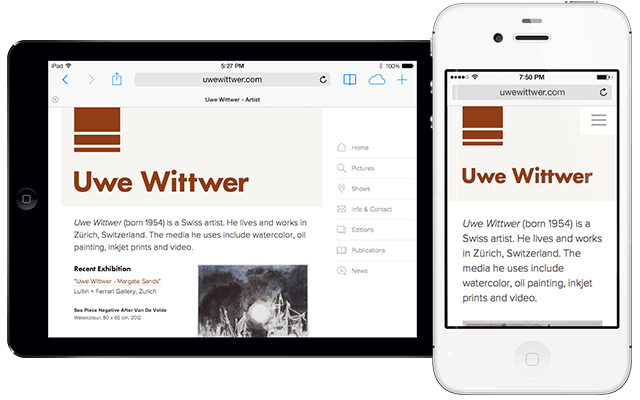 iPad
5:27 PM
100%
uwewittwer.com
Uwe Wittwer - Artist
Uwe Wittwer
Uwe Wittwer (born 1954) is a Swiss artist. He lives and works in
Zürich, Switzerland. The media he uses include watercolor, oil
painting, inkjet prints and video.
Recent Exhibition
"Uwe Wittwer - Margate Sands"
Lullin + Ferrari Gallery, Zurich
See Piece Negative After Van De Velde
Watercolour, 80 x 65 cm, 2012
Home
Pictures
Shows
Info & Contact
Editions
Publications
News
7:50 PM
uwewittwer.com
Uwe Wittwer
Uwe Wittwer (born 1954) is a
Swiss artist. He lives and works
in Zürich, Switzerland. The
media he uses include
watercolor, oil painting, inkjet
prints and video.